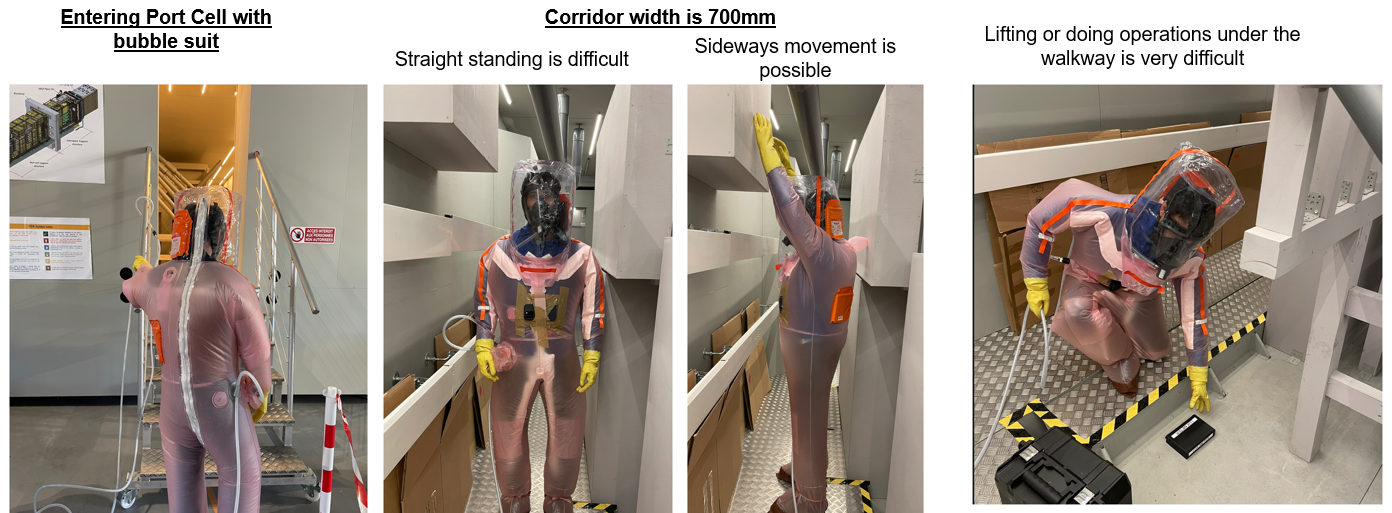 Entering Port Cell with
bubble suit
Corridor width is 700mm
Straight standing is difficult
Sideways movement is
possible
Lifting or doing operations under the
walkway is very difficult
ACCES INTERDIT
AUX PERSONNES
NON AUTORISEES